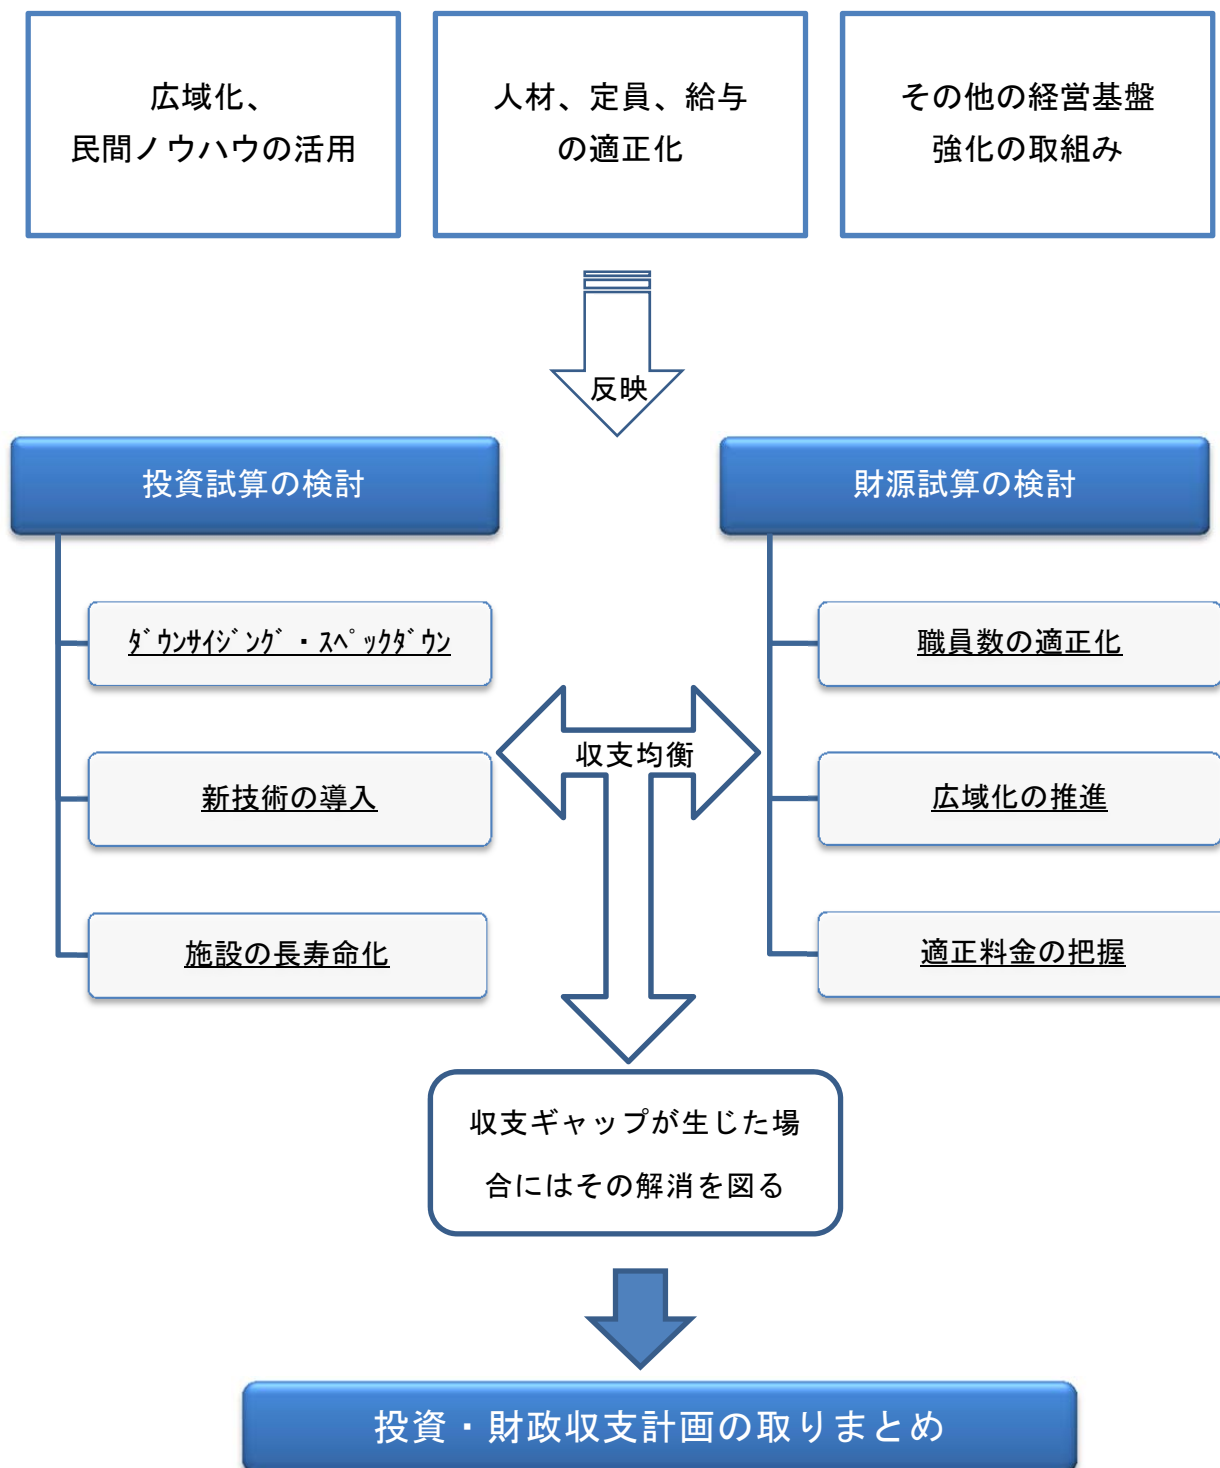 広域化、
民間ノウハウの活用
人材、定員、給与
の適正化
その他の経営基盤
強化の取組み
反映
投資試算の検討
財源試算の検討
ﾀﾞｳﾝｻｲｼﾞﾝｸﾞ・ｽﾍﾟｯｸﾀﾞｳﾝ
職員数の適正化
収支均衡
新技術の導入
広域化の推進
施設の長寿命化
適正料金の把握
収支ギャップが生じた場
合にはその解消を図る
投資・財政収支計画の取りまとめ